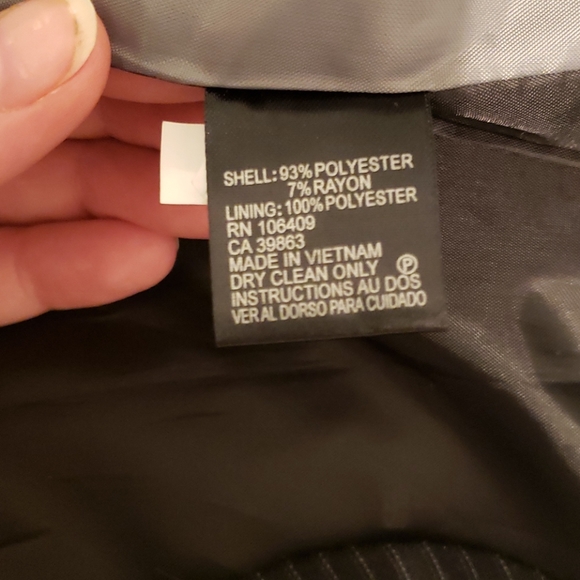 SHELL: 93% POLYESTER
7% RAYON
LINING: 100% POLYESTER
RN 106409
CA 39863
MADE IN VIETNAM
DRY CLEAN ONLY Ⓟ
INSTRUCTIONS AU DOS
VER AL DORSO PARA CUIDADO